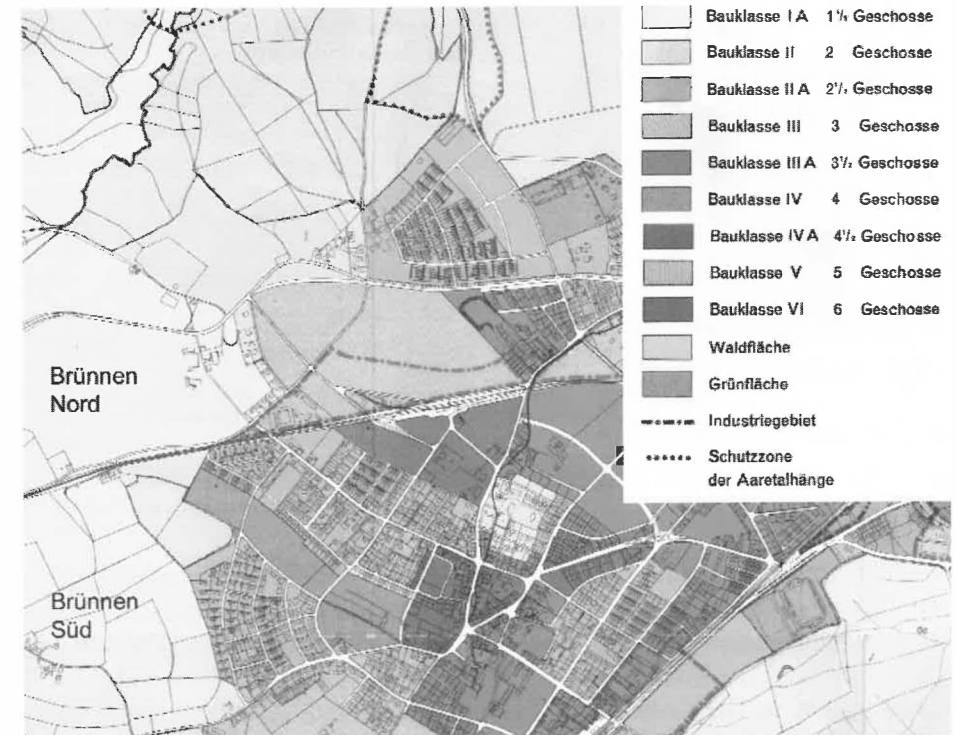 Bauklasse I A 1½ Geschosse
Bauklasse II 2 Geschosse
Bauklasse II A 2½ Geschosse
Bauklasse III 3 Geschosse
Bauklasse III A 3½ Geschosse
Bauklasse IV 4 Geschosse
Bauklasse IV A 4½ Geschosse
Bauklasse V 5 Geschosse
Bauklasse VI 6 Geschosse
Waldfläche
Grünfläche
Industriegebiet
Schutzzone
der Aaretalhänge
Brünnen
Nord
Brünnen
Süd